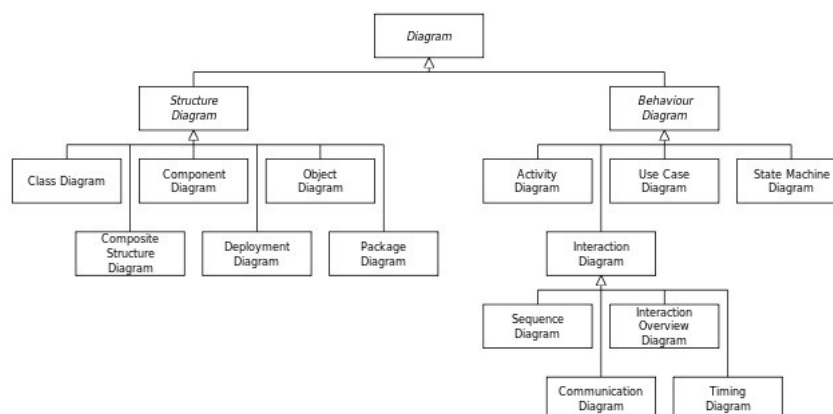 Diagram
Structure
Diagram
Behaviour
Diagram
Class Diagram
Component
Diagram
Object
Diagram
Activity
Diagram
Use Case
Diagram
State Machine
Diagram
Composite
Structure
Diagram
Deployment
Diagram
Package
Diagram
Interaction
Diagram
Sequence
Diagram
Interaction
Overview
Diagram
Communication
Diagram
Timing
Diagram